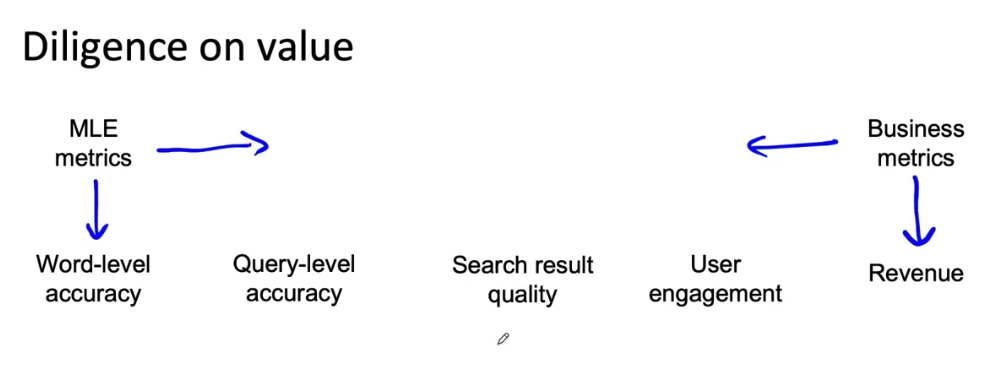 Diligence on value
MLE
metrics
Business
metrics
Word-level
accuracy
Query-level
accuracy
Search result
quality
User
engagement
Revenue